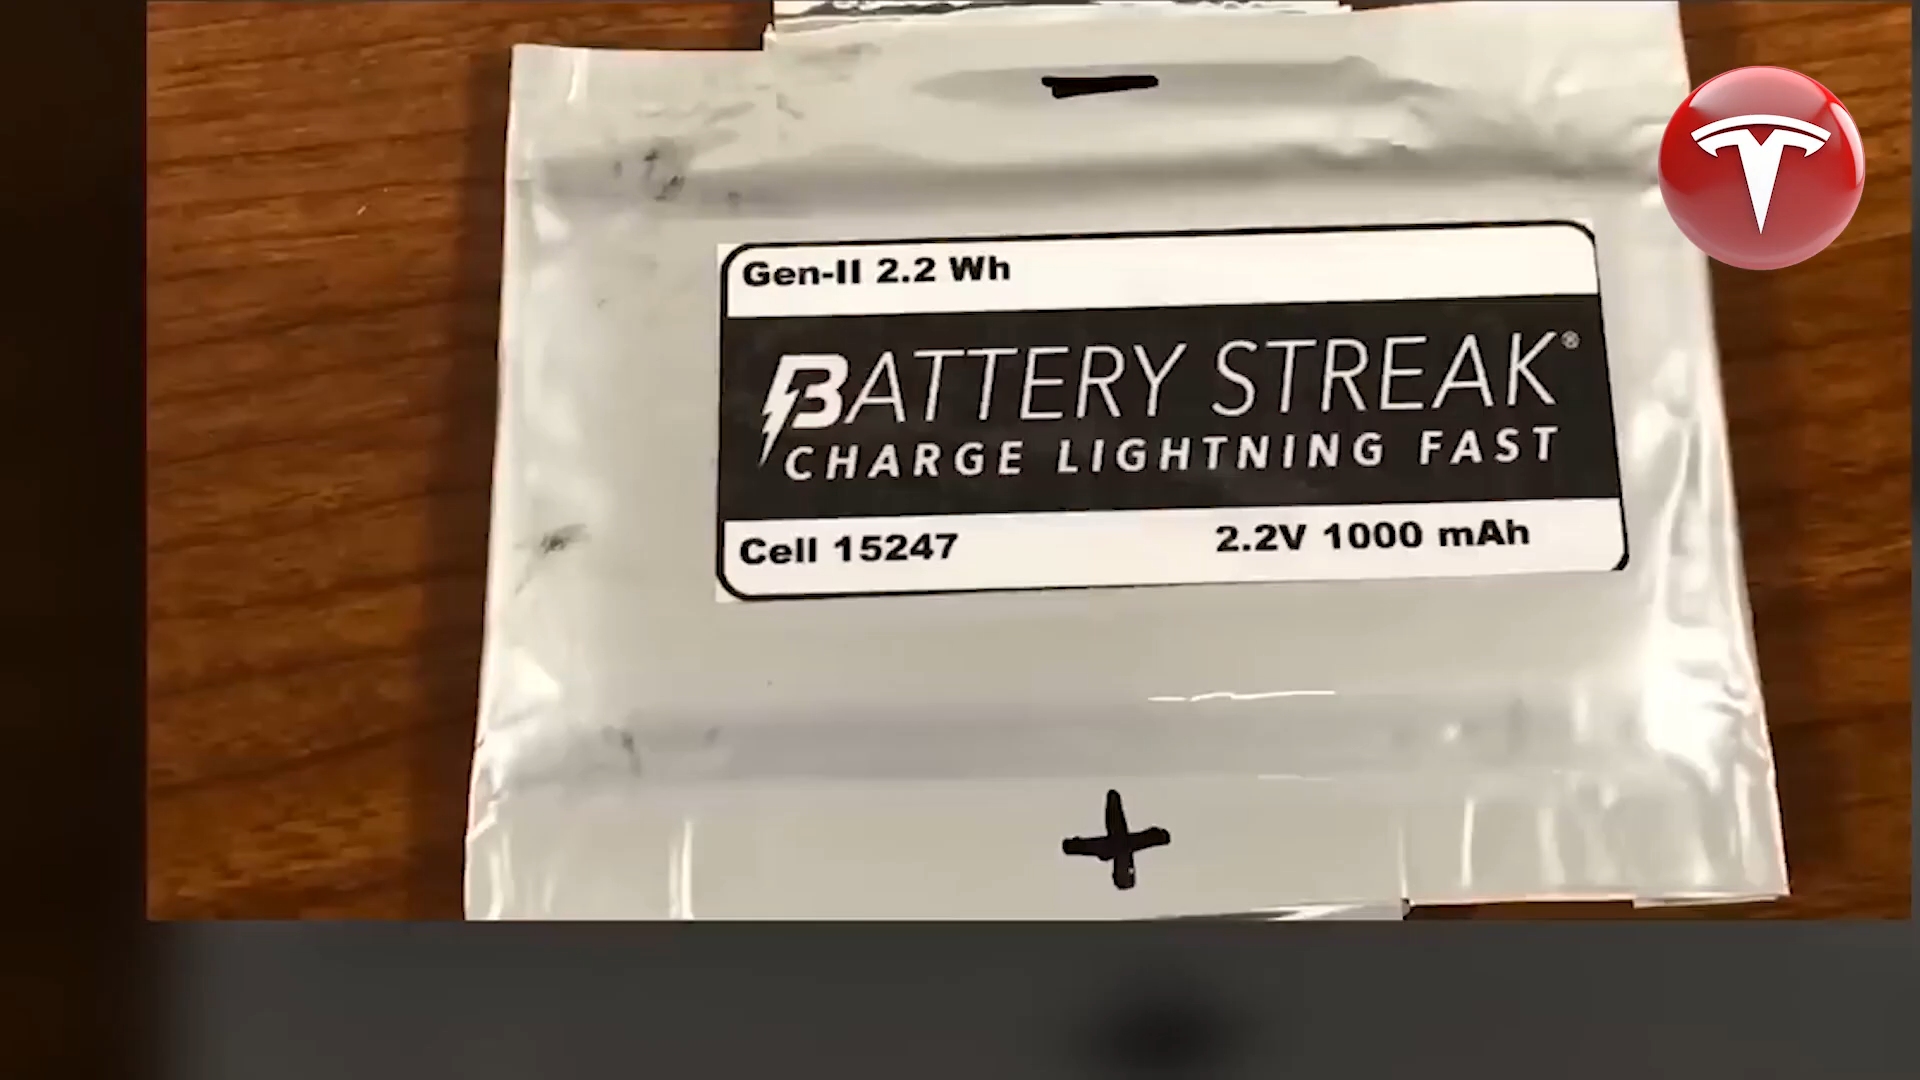 –
Gen-II 2.2 Wh
BATTERY STREAK®
CHARGE LIGHTNING FAST
Cell 15247 2.2V 1000 mAh
+